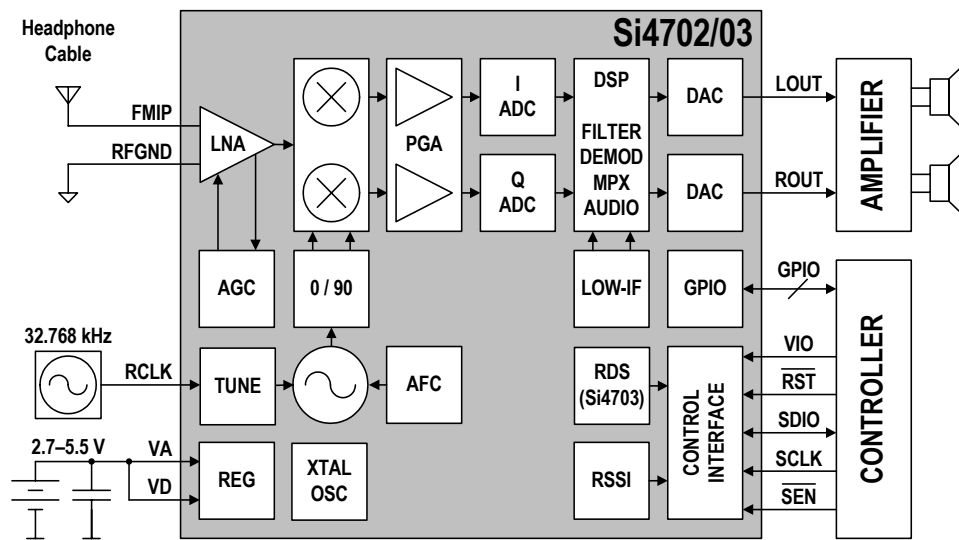 Headphone
Cable
Si4702/03
FMIP
RFGND
LNA
PGA
I
ADC
Q
ADC
DSP
FILTER
DEMOD
MPX
AUDIO
DAC
DAC
LOUT
ROUT
AMPLIFIER
AGC
0 / 90
LOW-IF
GPIO
GPIO
32.768 kHz
RCLK
TUNE
AFC
RDS
(Si4703)
CONTROL
INTERFACE
VIO
RST
SDIO
SCLK
SEN
CONTROLLER
2.7–5.5 V
VA
VD
REG
XTAL
OSC
RSSI